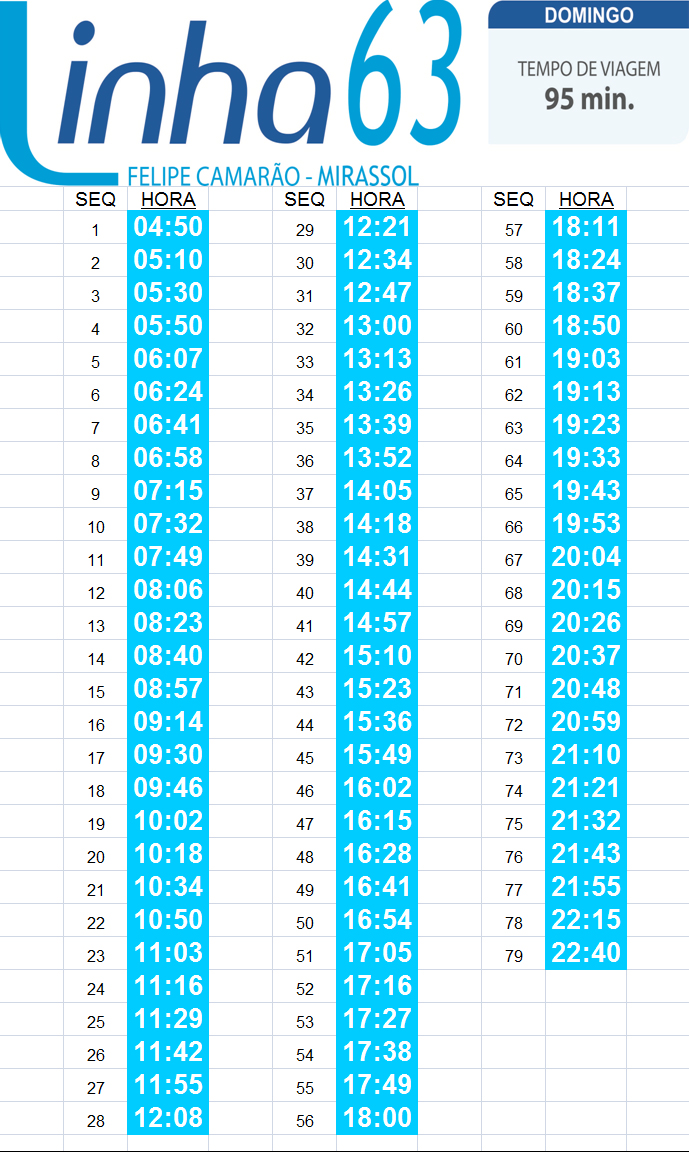 Linha 63
DOMINGO
TEMPO DE VIAGEM
95 min.
FELIPE CAMARÃO - MIRASSOL
SEQ HORA SEQ HORA SEQ HORA
1 04:50 29 12:21 57 18:11
2 05:10 30 12:34 58 18:24
3 05:30 31 12:47 59 18:37
4 05:50 32 13:00 60 18:50
5 06:07 33 13:13 61 19:03
6 06:24 34 13:26 62 19:13
7 06:41 35 13:39 63 19:23
8 06:58 36 13:52 64 19:33
9 07:15 37 14:05 65 19:43
10 07:32 38 14:18 66 19:53
11 07:49 39 14:31 67 20:04
12 08:06 40 14:44 68 20:15
13 08:23 41 14:57 69 20:26
14 08:40 42 15:10 70 20:37
15 08:57 43 15:23 71 20:48
16 09:14 44 15:36 72 20:59
17 09:30 45 15:49 73 21:10
18 09:46 46 16:02 74 21:21
19 10:02 47 16:15 75 21:32
20 10:18 48 16:28 76 21:43
21 10:34 49 16:41 77 21:55
22 10:50 50 16:54 78 22:15
23 11:03 51 17:05 79 22:40
24 11:16 52 17:16
25 11:29 53 17:27
26 11:42 54 17:38
27 11:55 55 17:49
28 12:08 56 18:00